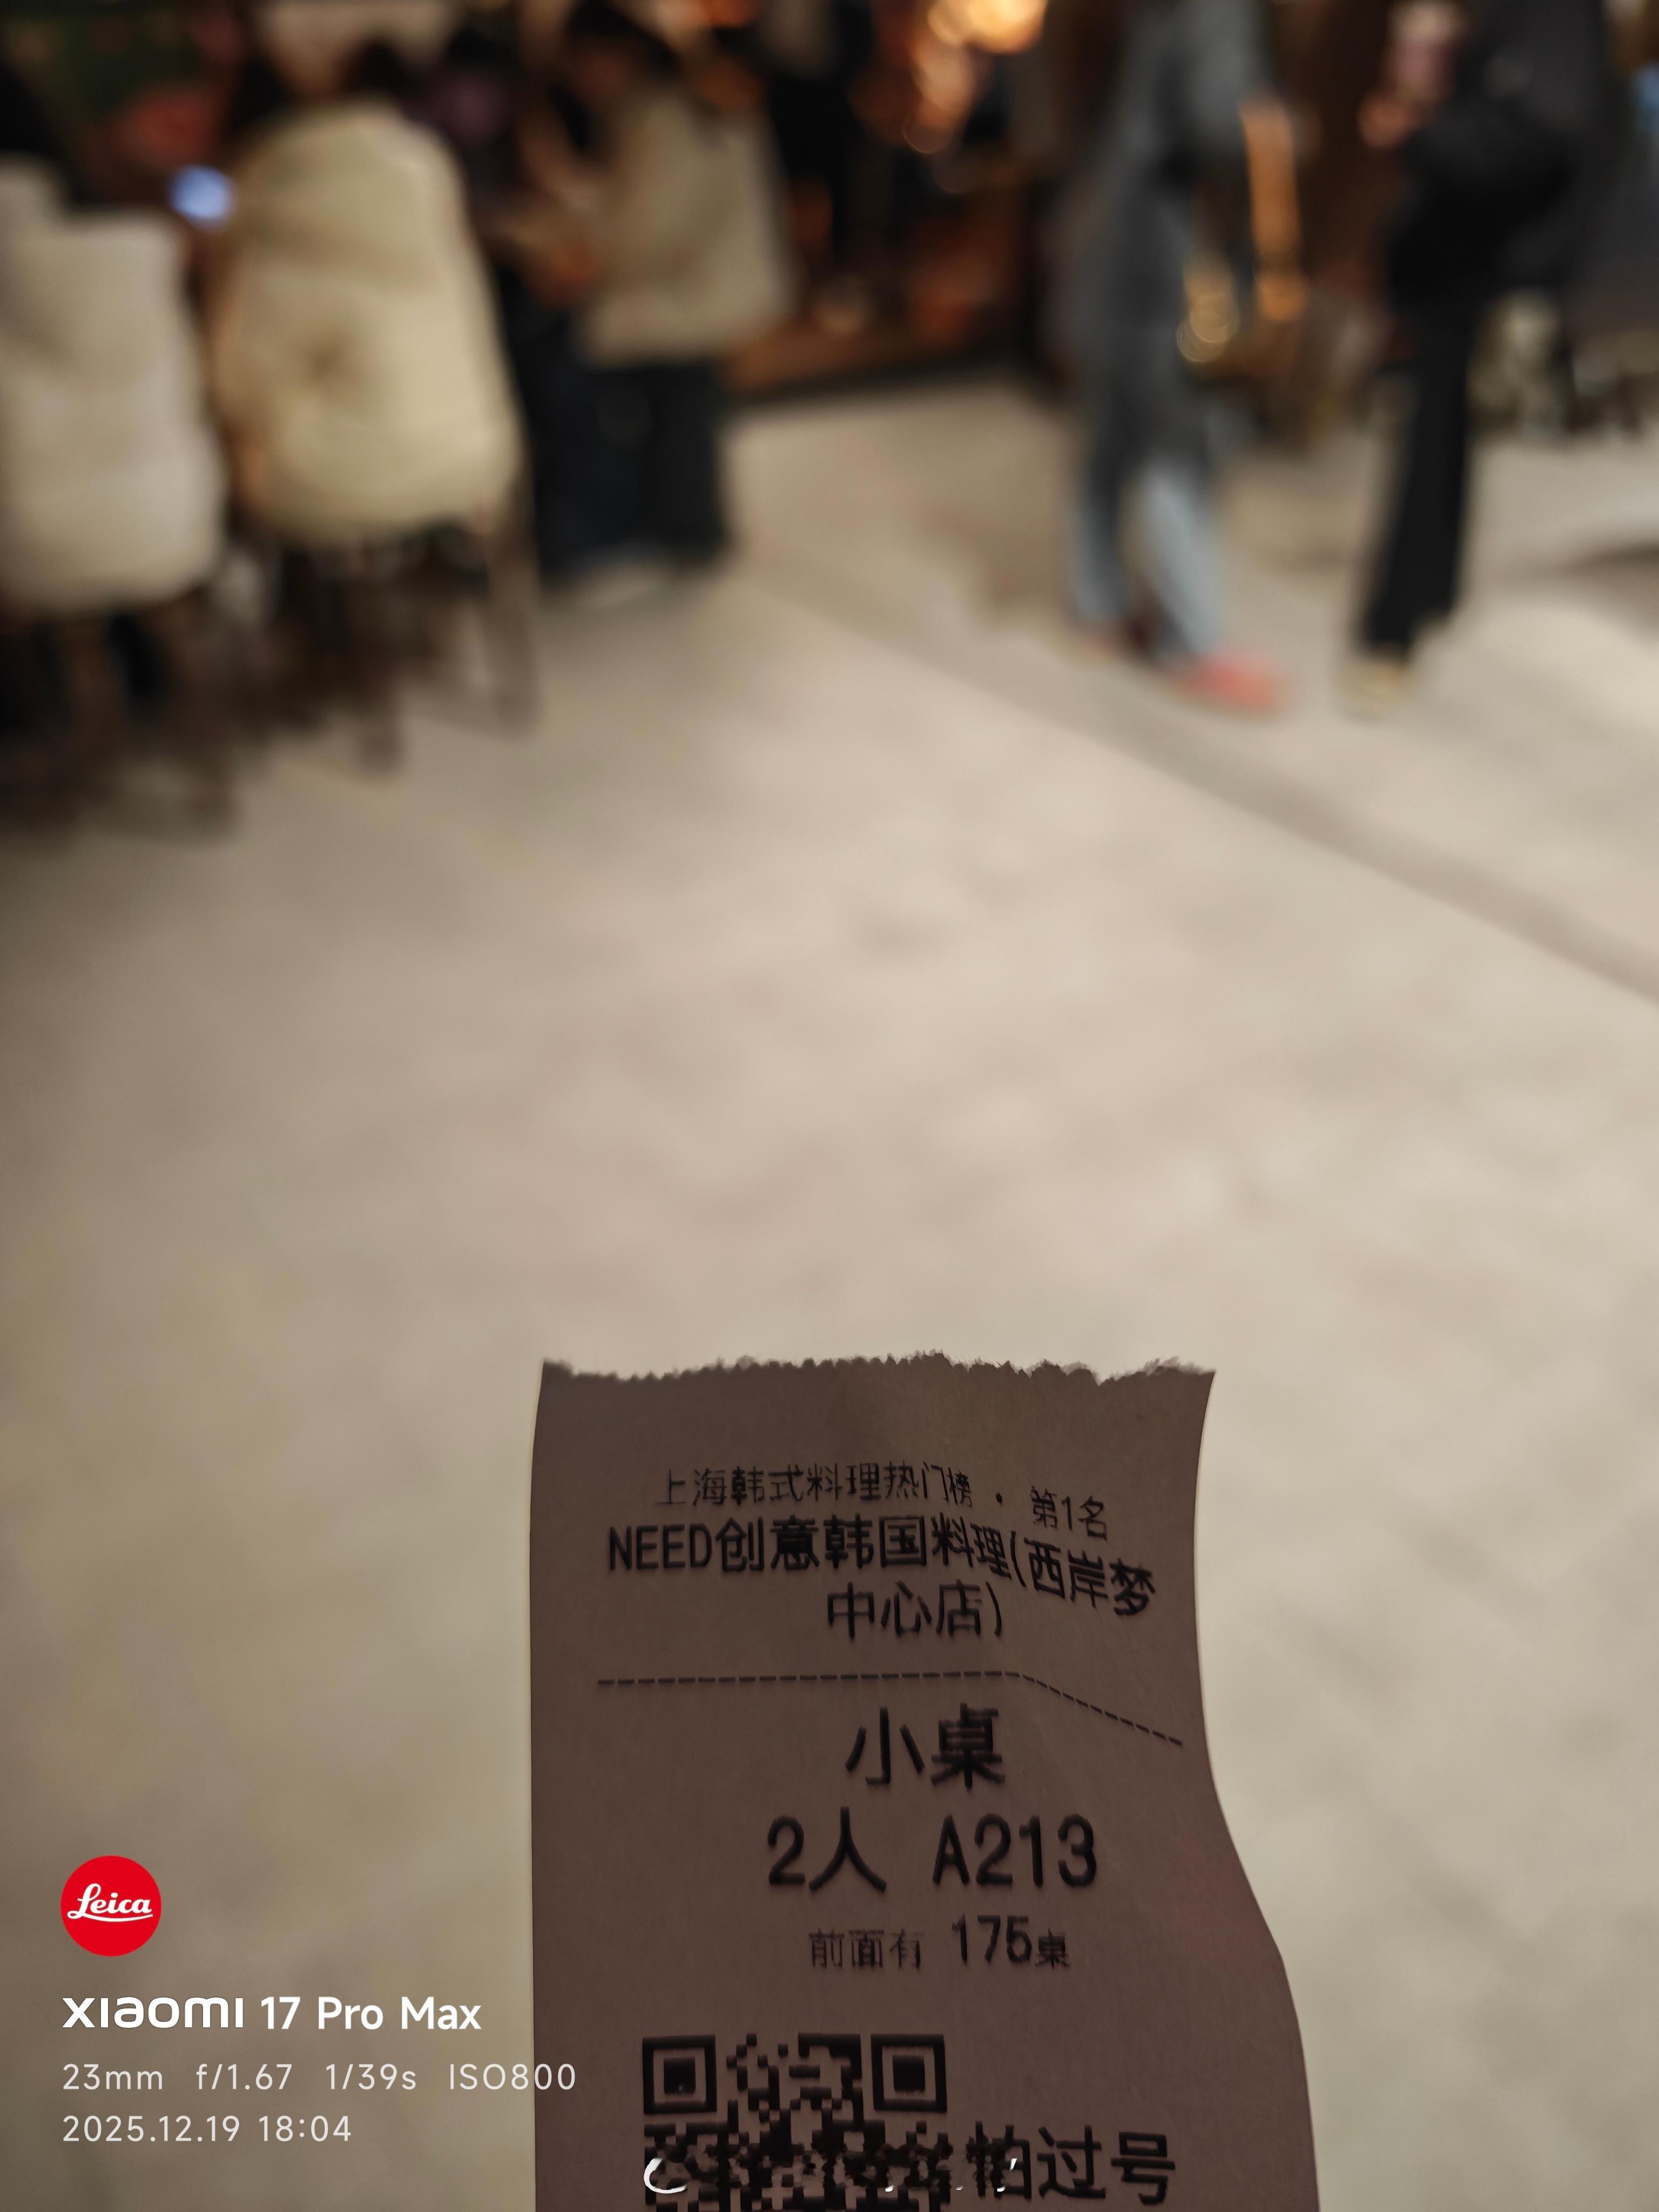 上海韩式料理热门榜 · 第1名
NEED创意韩国料理(西岸梦
中心店)
小桌
2人 A213
前面有 175桌
怕过号
Leica
xiaomi 17 Pro Max
23mm f/1.67 1/39s ISO800
2025.12.19 18:04